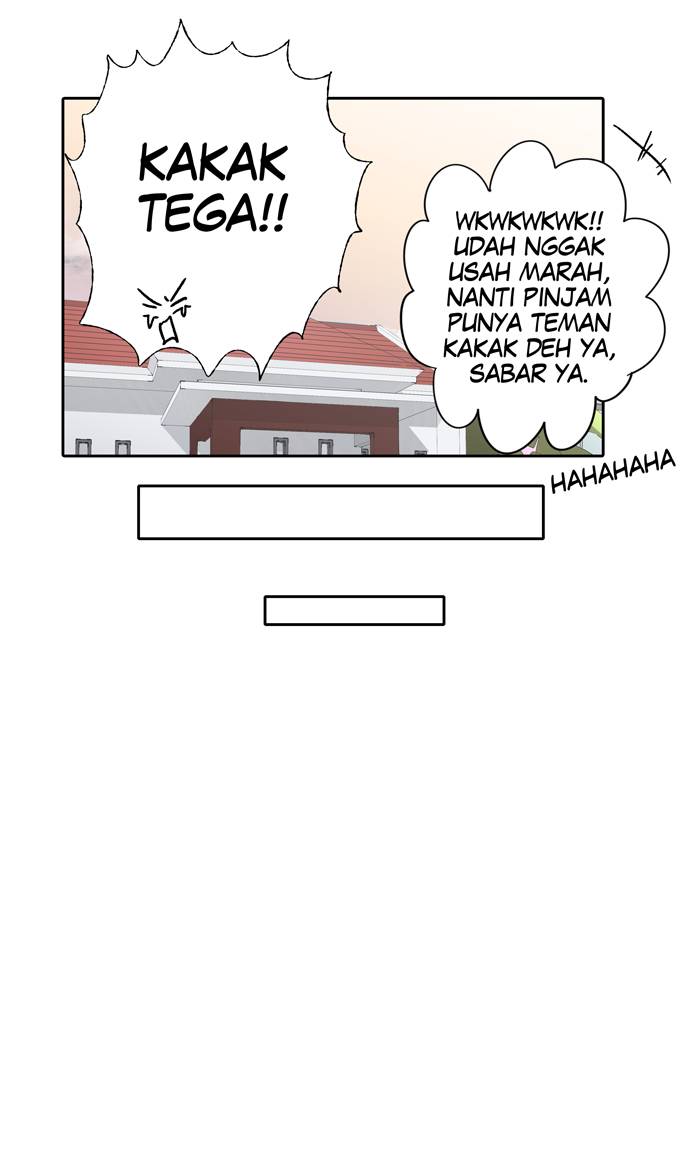 KAKAK
TEGA!!
WKWKWKWK!!
UDAH NGGAK
USAH MARAH,
NANTI PINJAM
PUNYA TEMAN
KAKAK DEH YA,
SABAR YA.
HAHAHAHA